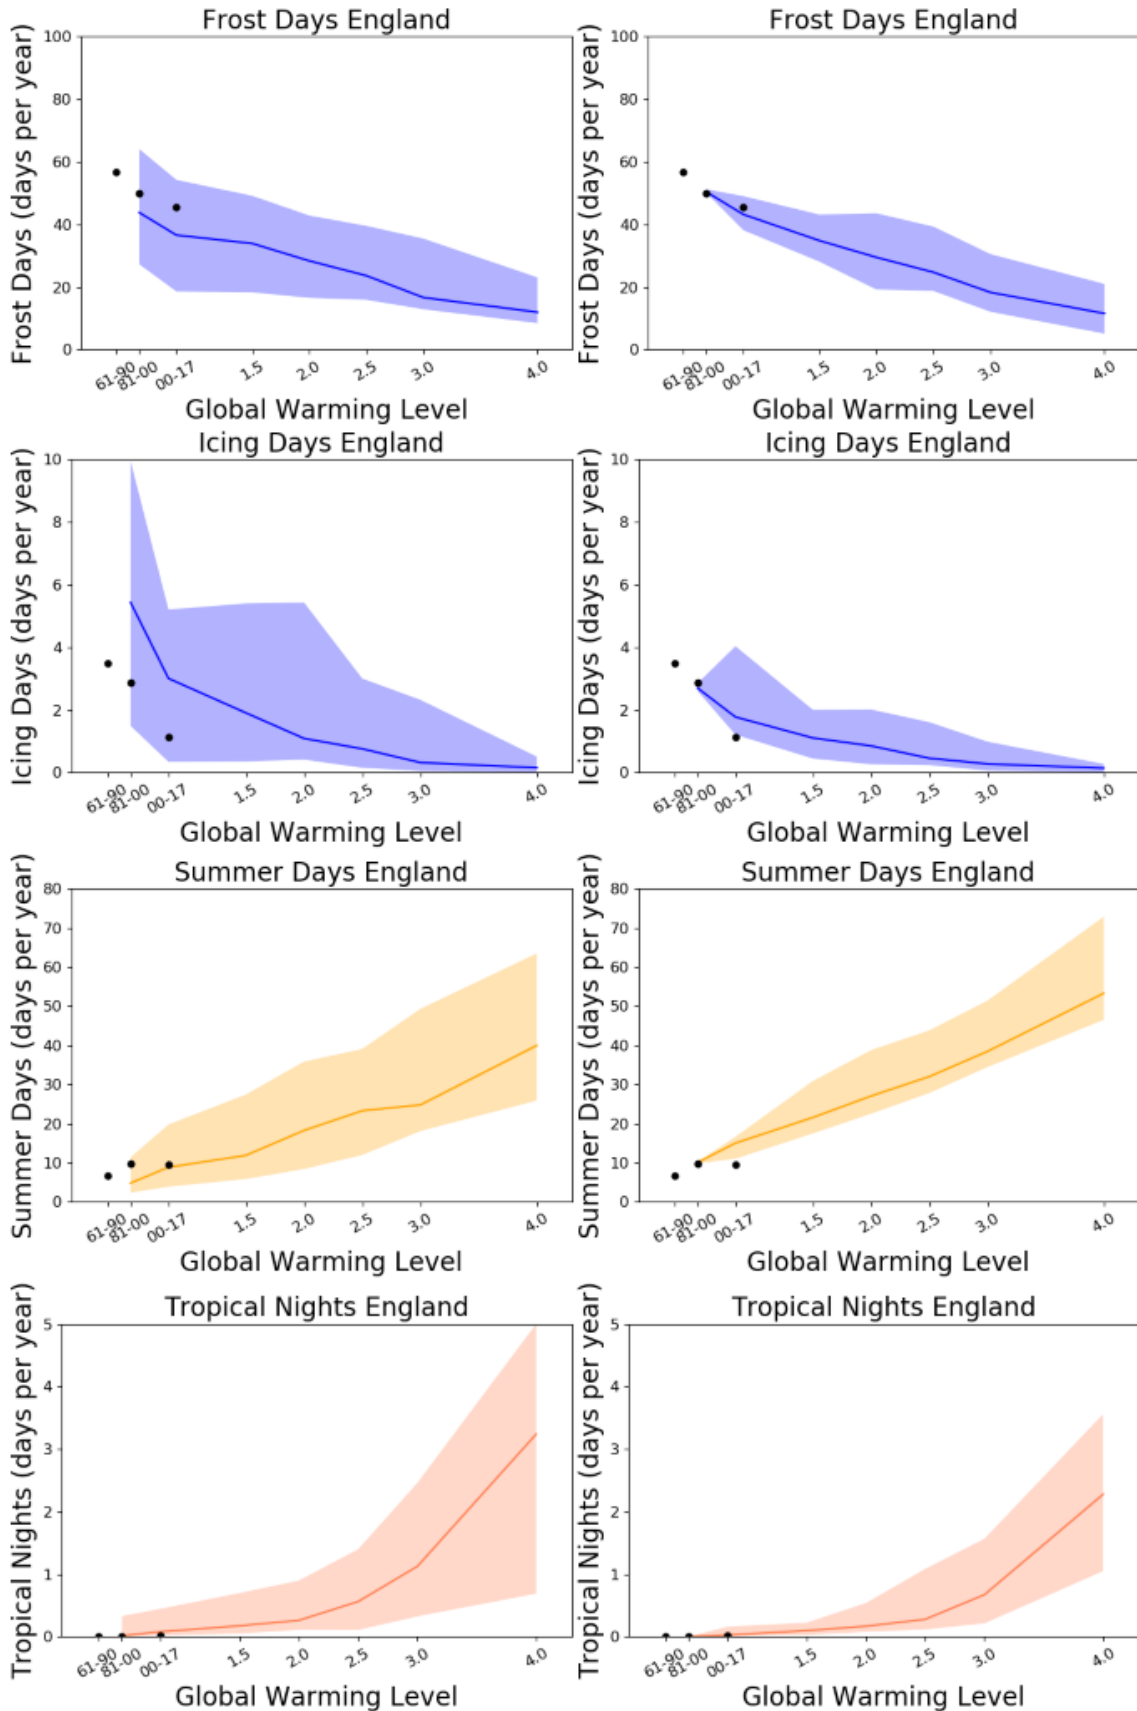 Frost Days England
Frost Days (days per year)
100
80
60
40
20
0
61-90 81-00 00-17 1.5 2.0 2.5 3.0 4.0
Global Warming Level
Frost Days England
Frost Days (days per year)
100
80
60
40
20
0
61-90 81-00 00-17 1.5 2.0 2.5 3.0 4.0
Global Warming Level
Icing Days England
Icing Days (days per year)
10
8
6
4
2
0
61-90 81-00 00-17 1.5 2.0 2.5 3.0 4.0
Global Warming Level
Icing Days England
Icing Days (days per year)
10
8
6
4
2
0
61-90 81-00 00-17 1.5 2.0 2.5 3.0 4.0
Global Warming Level
Summer Days England
Summer Days (days per year)
80
70
60
50
40
30
20
10
0
61-90 81-00 00-17 1.5 2.0 2.5 3.0 4.0
Global Warming Level
Summer Days England
Summer Days (days per year)
80
70
60
50
40
30
20
10
0
61-90 81-00 00-17 1.5 2.0 2.5 3.0 4.0
Global Warming Level
Tropical Nights England
Tropical Nights (days per year)
5
4
3
2
1
0
61-90 81-00 00-17 1.5 2.0 2.5 3.0 4.0
Global Warming Level
Tropical Nights England
Tropical Nights (days per year)
5
4
3
2
1
0
61-90 81-00 00-17 1.5 2.0 2.5 3.0 4.0
Global Warming Level